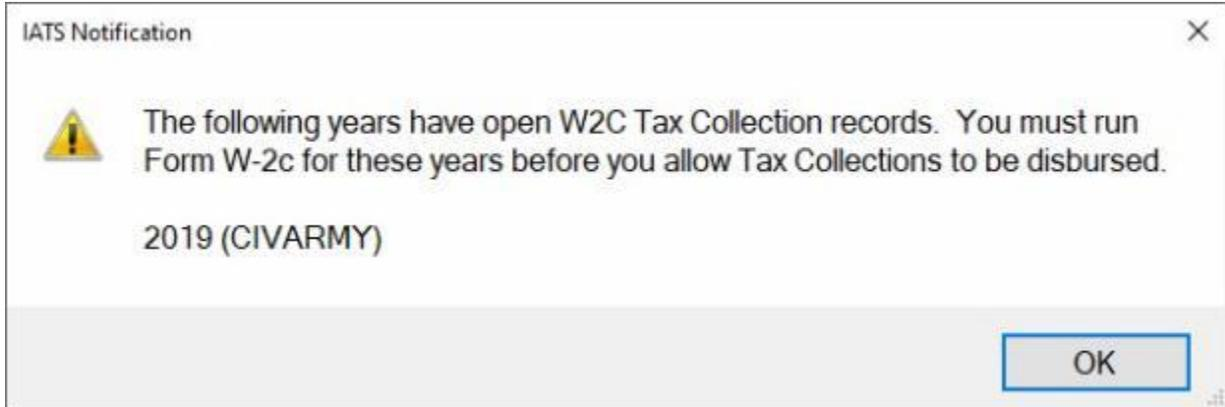 IATS Notification
The following years have open W2C Tax Collection records.  You must run
Form W-2c for these years before you allow Tax Collections to be disbursed.
2019 (CIVARMY)
OK